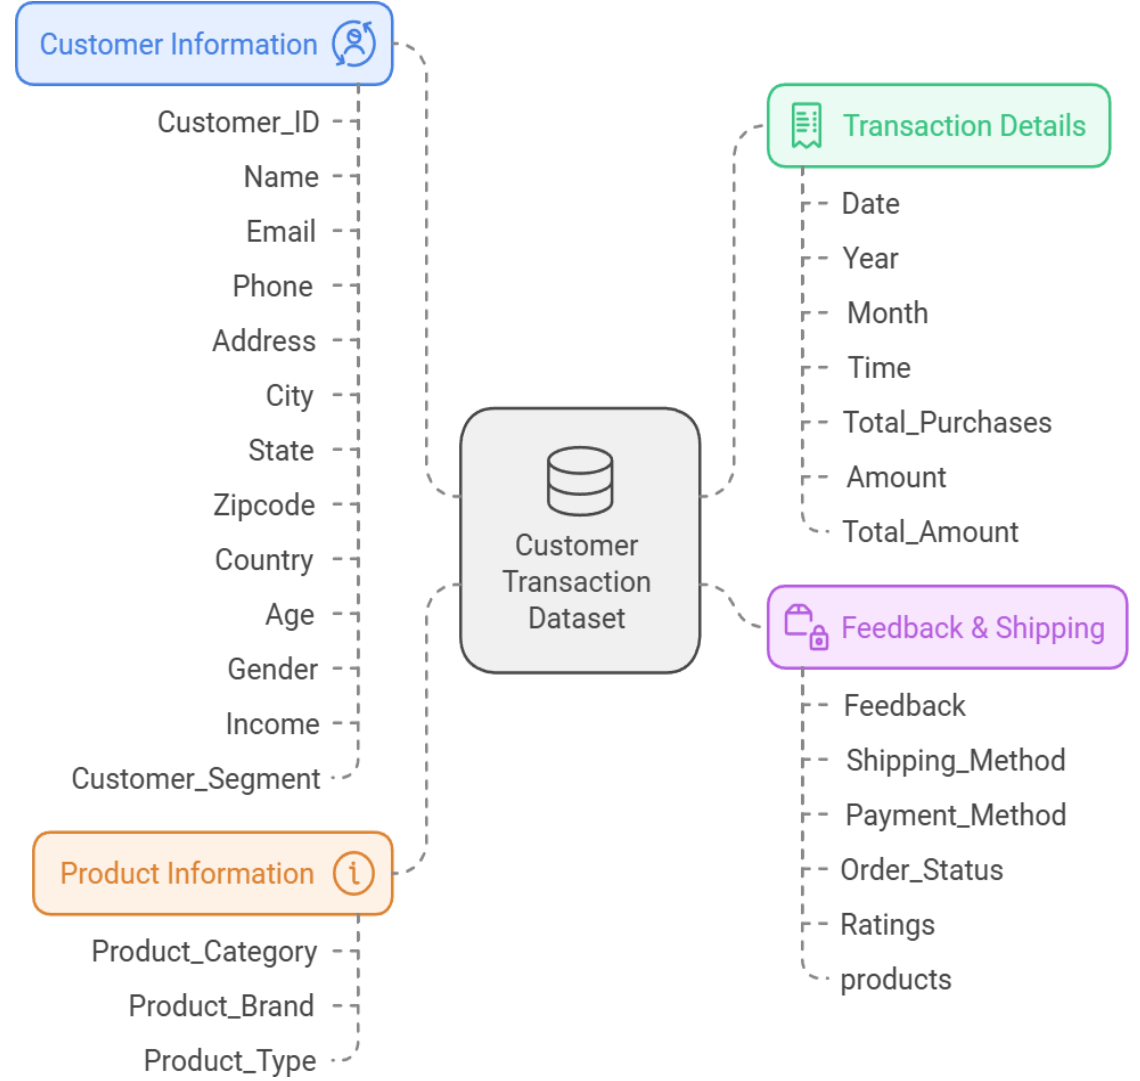 Customer Information
Customer_ID
Name
Email
Phone
Address
City
State
Zipcode
Country
Age
Gender
Income
Customer_Segment
Product Information
Product_Category
Product_Brand
Product_Type
Customer
Transaction
Dataset
Transaction Details
Date
Year
Month
Time
Total_Purchases
Amount
Total_Amount
Feedback & Shipping
Feedback
Shipping_Method
Payment_Method
Order_Status
Ratings
products